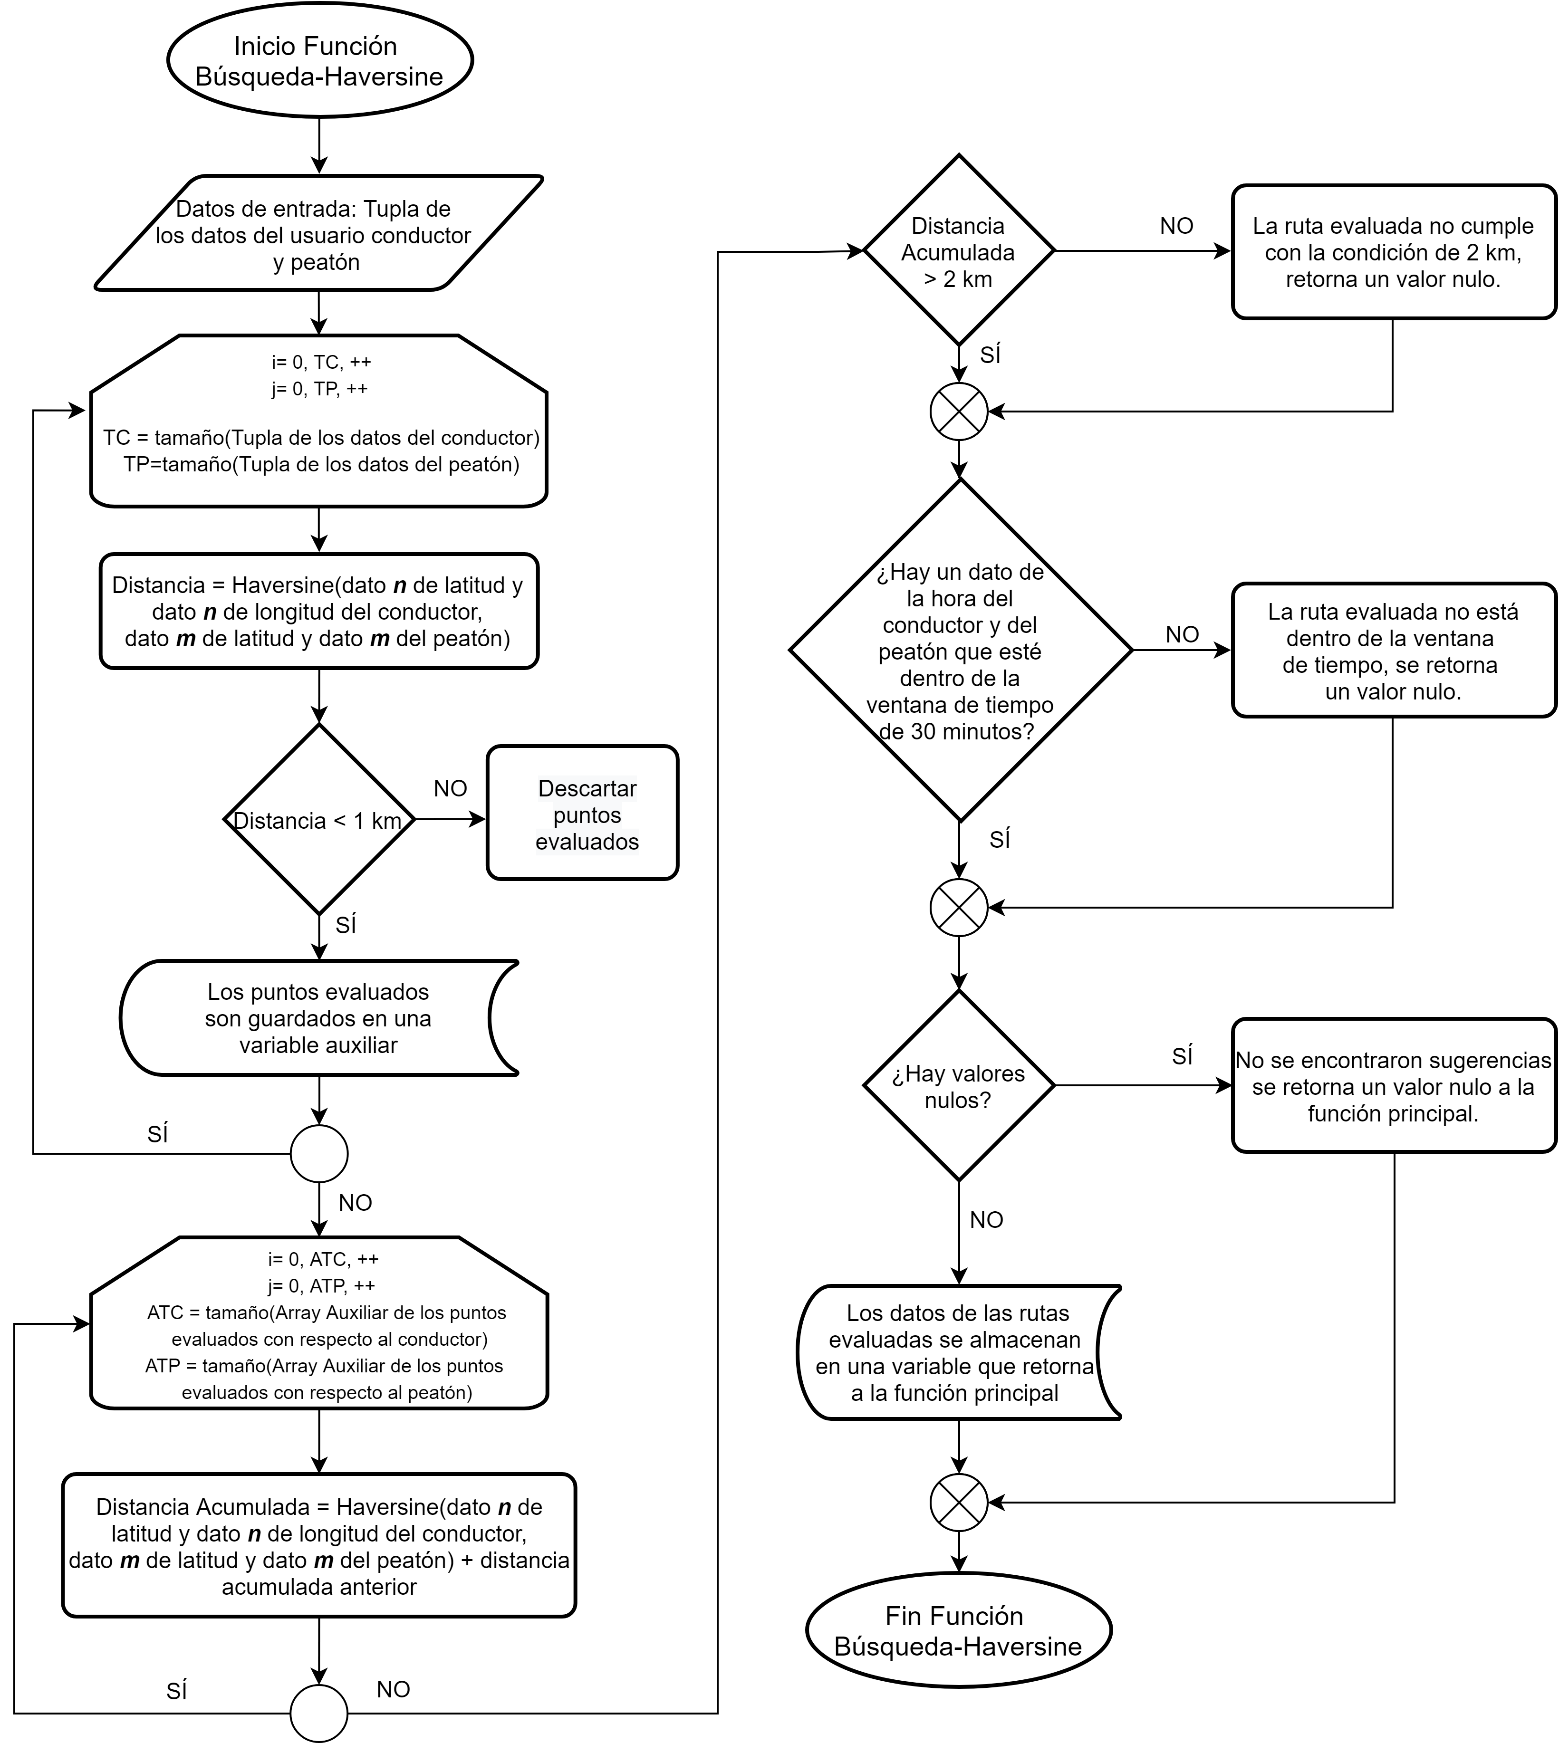 Inicio Función
Búsqueda-Haversine
Datos de entrada: Tupla de
los datos del usuario conductor
y peatón
i= 0, TC, ++
j= 0, TP, ++
TC = tamaño(Tupla de los datos del conductor)
TP=tamaño(Tupla de los datos del peatón)
Distancia = Haversine(dato n de latitud y
dato n de longitud del conductor,
dato m de latitud y dato m del peatón)
Distancia < 1 km
NO
Descartar
puntos
evaluados
SÍ
Los puntos evaluados
son guardados en una
variable auxiliar
SÍ
NO
i= 0, ATC, ++
j= 0, ATP, ++
ATC = tamaño(Array Auxiliar de los puntos
evaluados con respecto al conductor)
ATP = tamaño(Array Auxiliar de los puntos
evaluados con respecto al peatón)
Distancia Acumulada = Haversine(dato n de
latitud y dato n de longitud del conductor,
dato m de latitud y dato m del peatón) + distancia
acumulada anterior
SÍ
NO
Distancia
Acumulada
> 2 km
NO
La ruta evaluada no cumple
con la condición de 2 km,
retorna un valor nulo.
SÍ
¿Hay un dato de
la hora del
conductor y del
peatón que esté
dentro de la
ventana de tiempo
de 30 minutos?
NO
La ruta evaluada no está
dentro de la ventana
de tiempo, se retorna
un valor nulo.
SÍ
¿Hay valores
nulos?
SÍ
No se encontraron sugerencias
se retorna un valor nulo a la
función principal.
NO
Los datos de las rutas
evaluadas se almacenan
en una variable que retorna
a la función principal
Fin Función
Búsqueda-Haversine